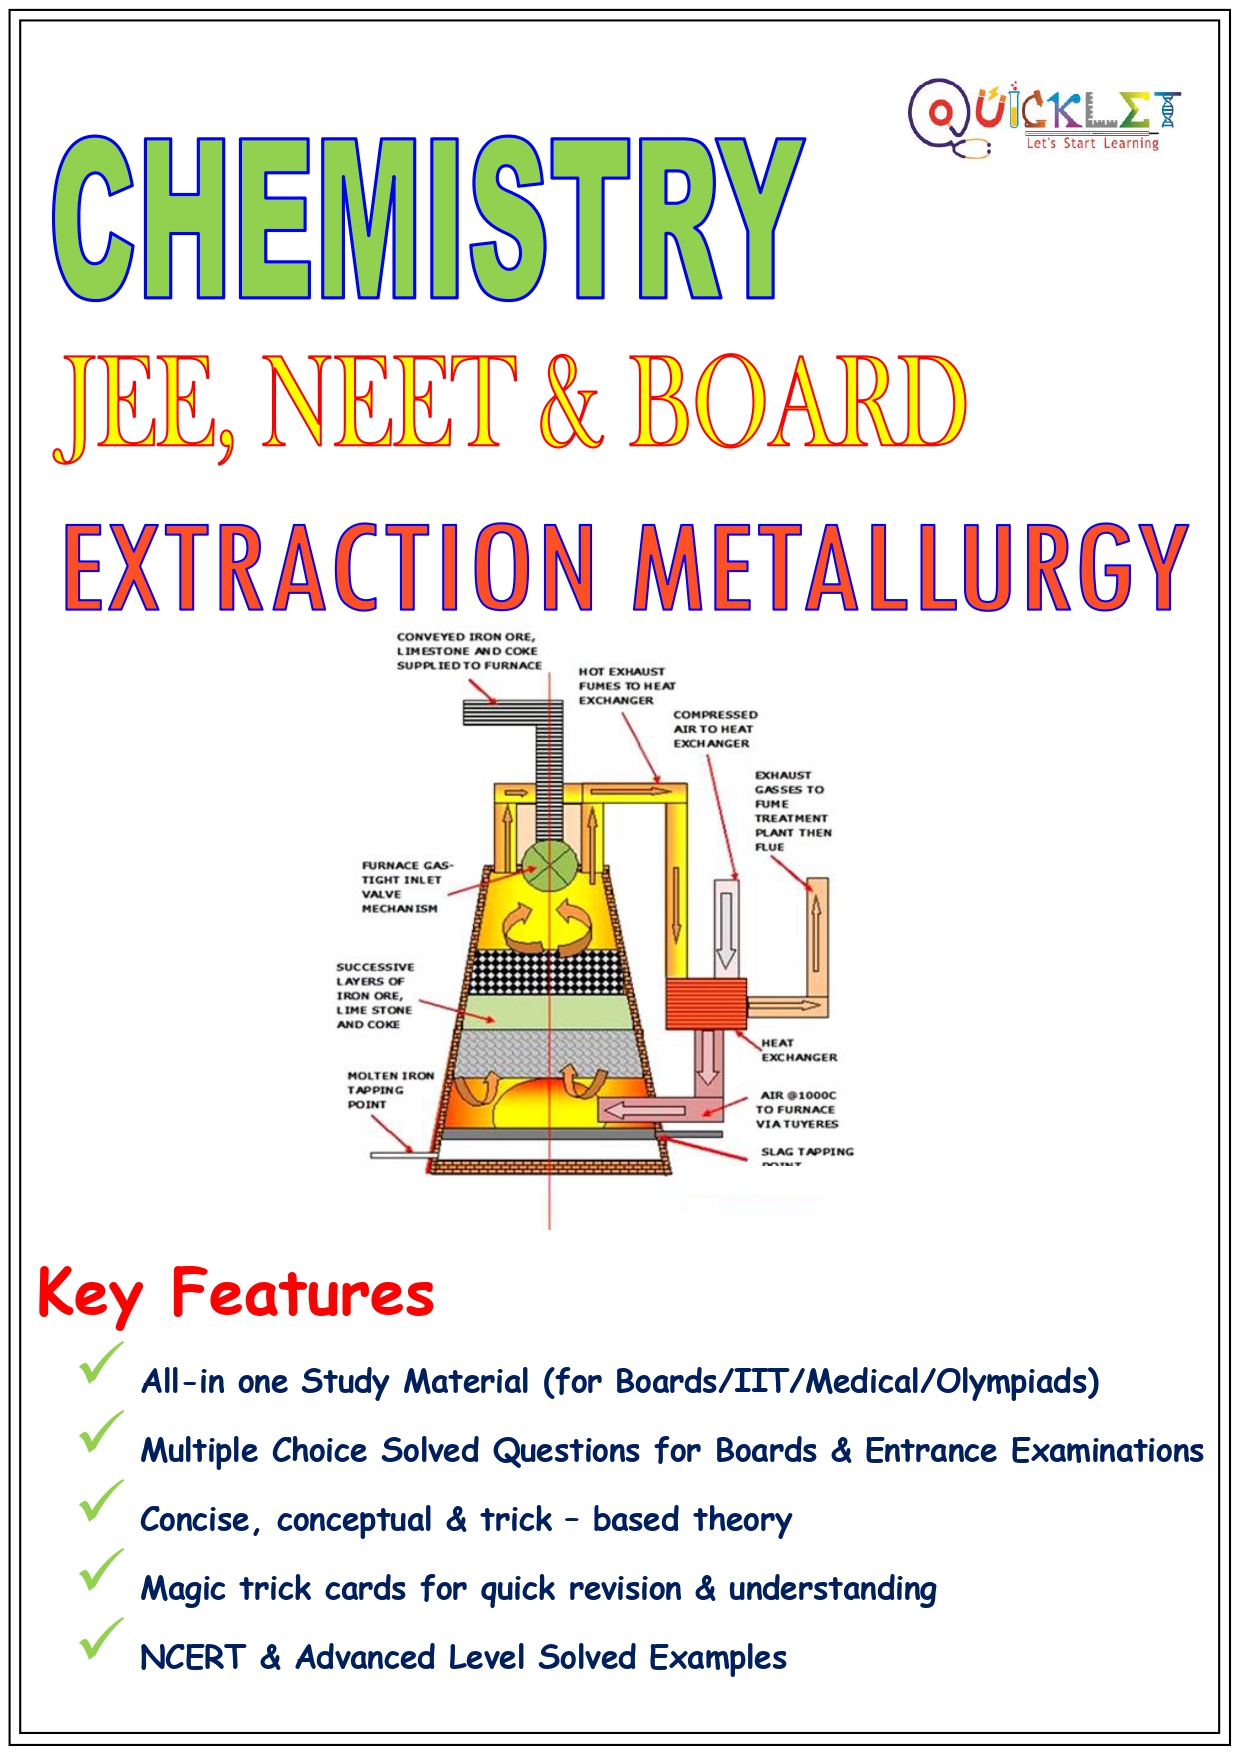 QUICKLET
Let's Start Learning
CHEMISTRY
JEE, NEET & BOARD
EXTRACTION METALLURGY
CONVEYED IRON ORE,
LIMESTONE AND COKE
SUPPLIED TO FURNACE
HOT EXHAUST
FUMES TO HEAT
EXCHANGER
COMPRESSED
AIR TO HEAT
EXCHANGER
EXHAUST
GASSES TO
FUME
TREATMENT
PLANT THEN
FLUE
FURNACE GAS-
TIGHT INLET
VALVE
MECHANISM
SUCCESSIVE
LAYERS OF
IRON ORE,
LIME STONE
AND COKE
HEAT
EXCHANGER
MOLTEN IRON
TAPPING
POINT
AIR @1000C
TO FURNACE
VIA TUYERES
SLAG TAPPING
POINT
Key Features
All-in one Study Material (for Boards/IIT/Medical/Olympiads)
Multiple Choice Solved Questions for Boards & Entrance Examinations
Concise, conceptual & trick – based theory
Magic trick cards for quick revision & understanding
NCERT & Advanced Level Solved Examples